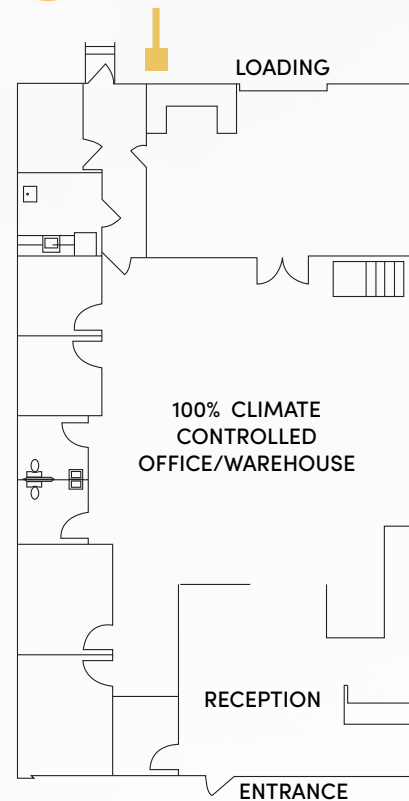 LOADING
100% CLIMATE
CONTROLLED
OFFICE/WAREHOUSE
RECEPTION
ENTRANCE